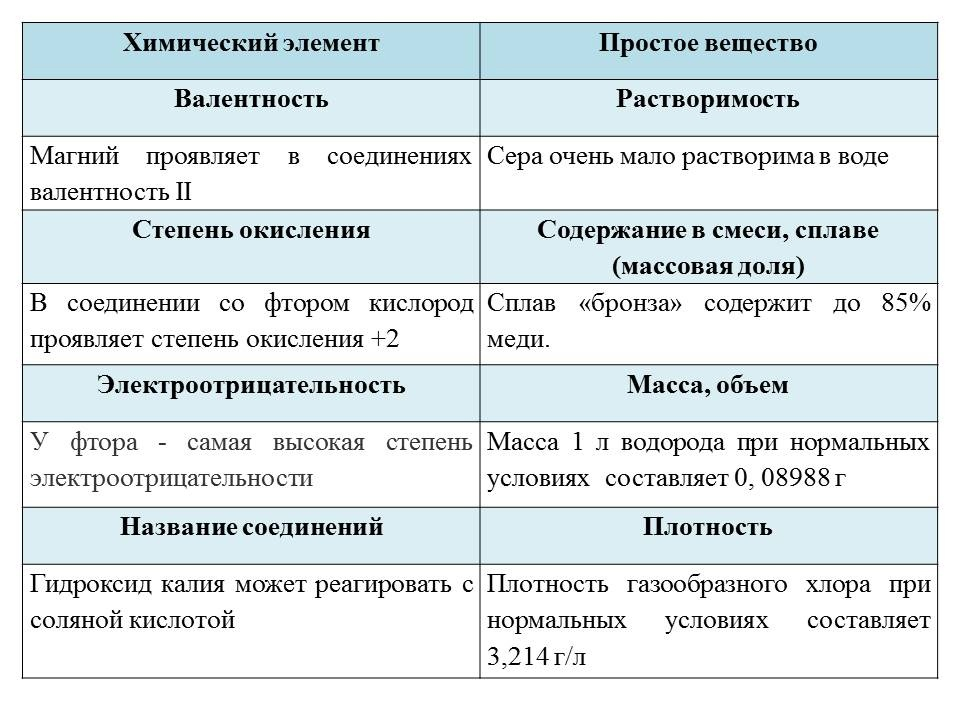 Химический элемент
Простое вещество
Валентность
Растворимость
Магний проявляет в соединениях
валентность II
Сера очень мало растворима в воде
Степень окисления
Содержание в смеси, сплаве
(массовая доля)
В соединении со фтором кислород
проявляет степень окисления +2
Сплав «бронза» содержит до 85%
меди.
Электроотрицательность
Масса, объем
У фтора - самая высокая степень
электроотрицательности
Масса 1 л водорода при нормальных
условиях составляет 0, 08988 г
Название соединений
Плотность
Гидроксид калия может реагировать с
соляной кислотой
Плотность газообразного хлора при
нормальных условиях составляет
3,214 г/л